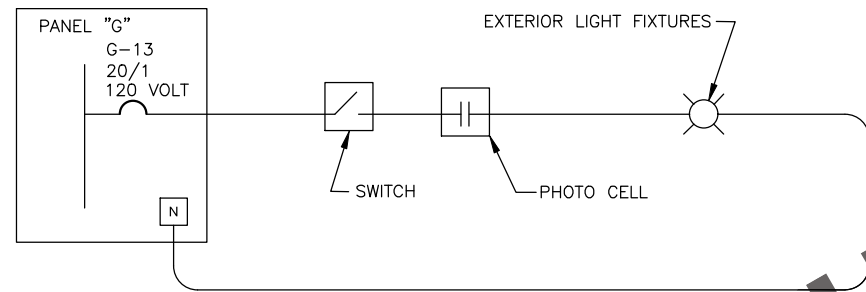 PANEL "G"
G-13
20/1
120 VOLT
EXTERIOR LIGHT FIXTURES
SWITCH
PHOTO CELL
N